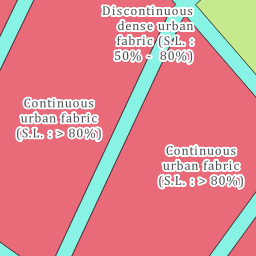 Discontinuous
dense urban
fabric (S.L. :
50% - 80%)
Continuous
urban fabric
(S.L. : > 80%)
Continuous
urban fabric
(S.L. : > 80%)